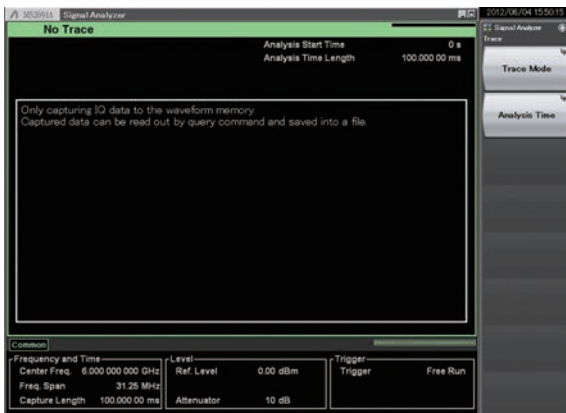 MS2691A Signal Analyzer
2012/06/04 15:50:15
No Trace
Analysis Start Time 0 s
Analysis Time Length 100.000 00 ms
Only capturing IQ data to the waveform memory
Captured data can be read out by query command and saved into a file.
Signal Analyzer
Trace
Trace Mode
Analysis Time
Common
Frequency and Time
Center Freq. 6.000 000 000 GHz
Freq. Span 31.25 MHz
Capture Length 100.000 00 ms
Level
Ref. Level 0.00 dBm
Attenuator 10 dB
Trigger
Trigger Free Run